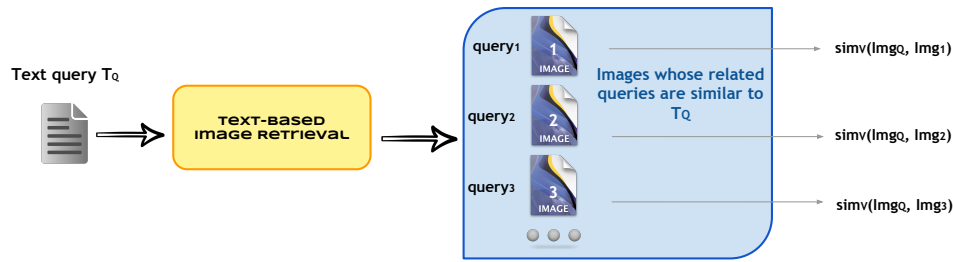 Text query TQ
TEXT-BASED
IMAGE RETRIEVAL
query1
1
IMAGE
query2
2
IMAGE
query3
3
IMAGE
Images whose related
queries are similar to
TQ
simV(ImgQ, Img1)
simV(ImgQ, Img2)
simV(ImgQ, Img3)